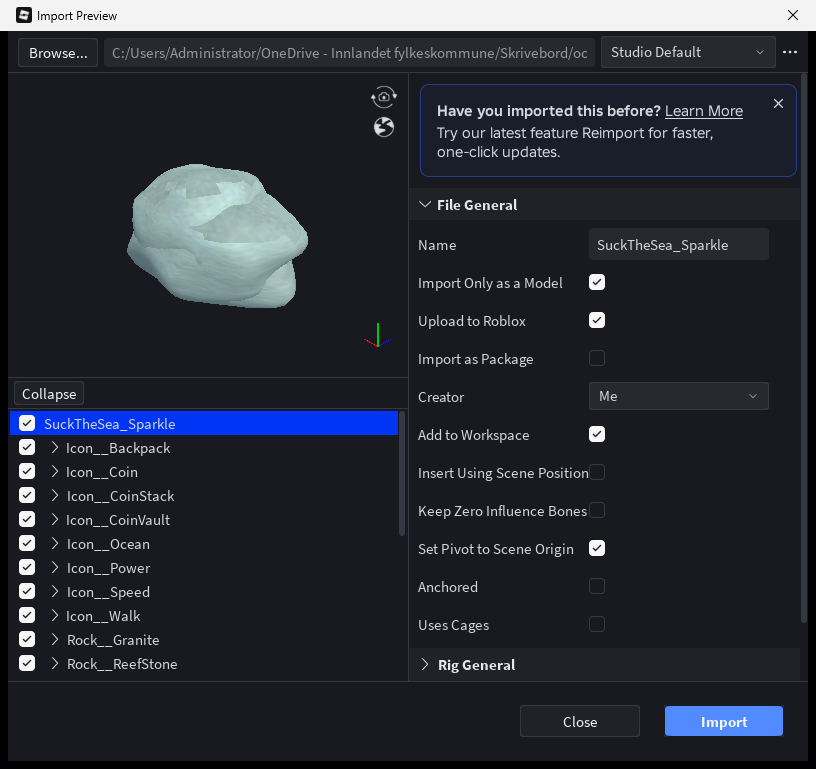 Import Preview
Browse...
C:/Users/Administrator/OneDrive - Innlandet fylkeskommune/Skrivebord/oc
Studio Default
Have you imported this before? Learn More
Try our latest feature Reimport for faster,
one-click updates.
File General
Name
SuckTheSea_Sparkle
Import Only as a Model
Upload to Roblox
Import as Package
Creator
Me
Add to Workspace
Insert Using Scene Position
Keep Zero Influence Bones
Set Pivot to Scene Origin
Anchored
Uses Cages
Rig General
Collapse
SuckTheSea_Sparkle
Icon__Backpack
Icon__Coin
Icon__CoinStack
Icon__CoinVault
Icon__Ocean
Icon__Power
Icon__Speed
Icon__Walk
Rock__Granite
Rock__ReefStone
Close
Import